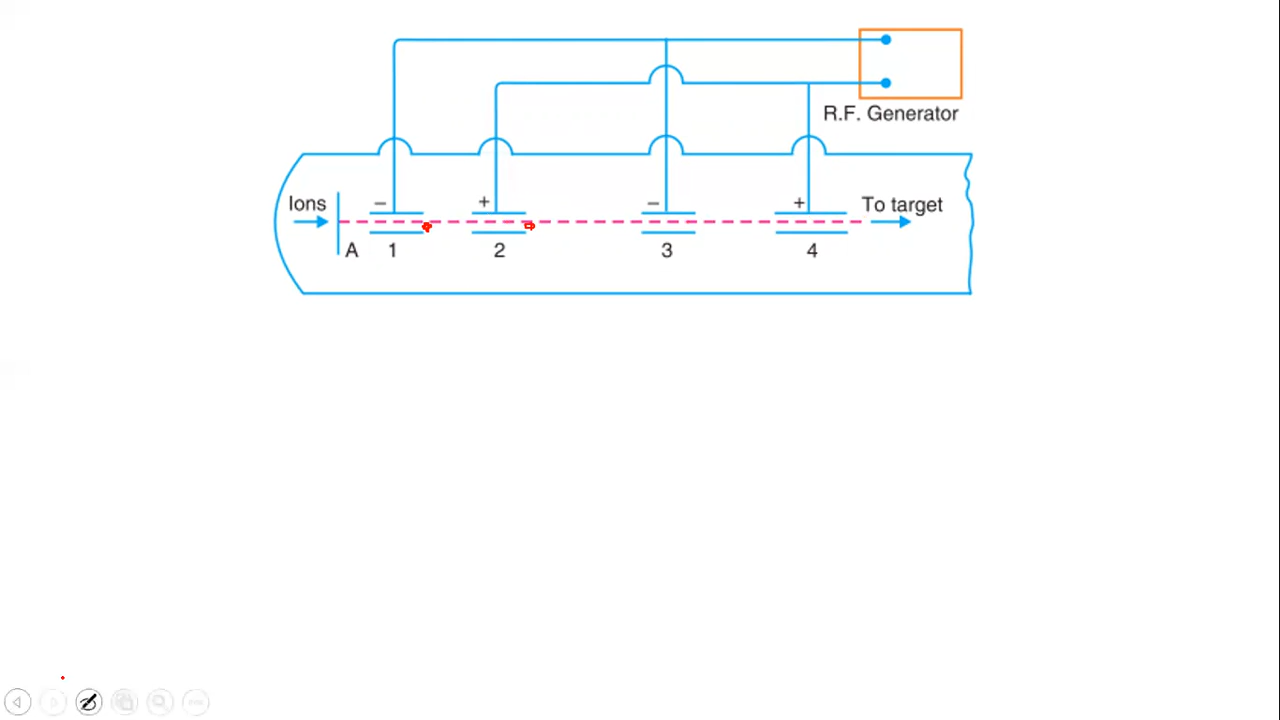 R.F. Generator
Ions − + − + To target
A 1 2 3 4